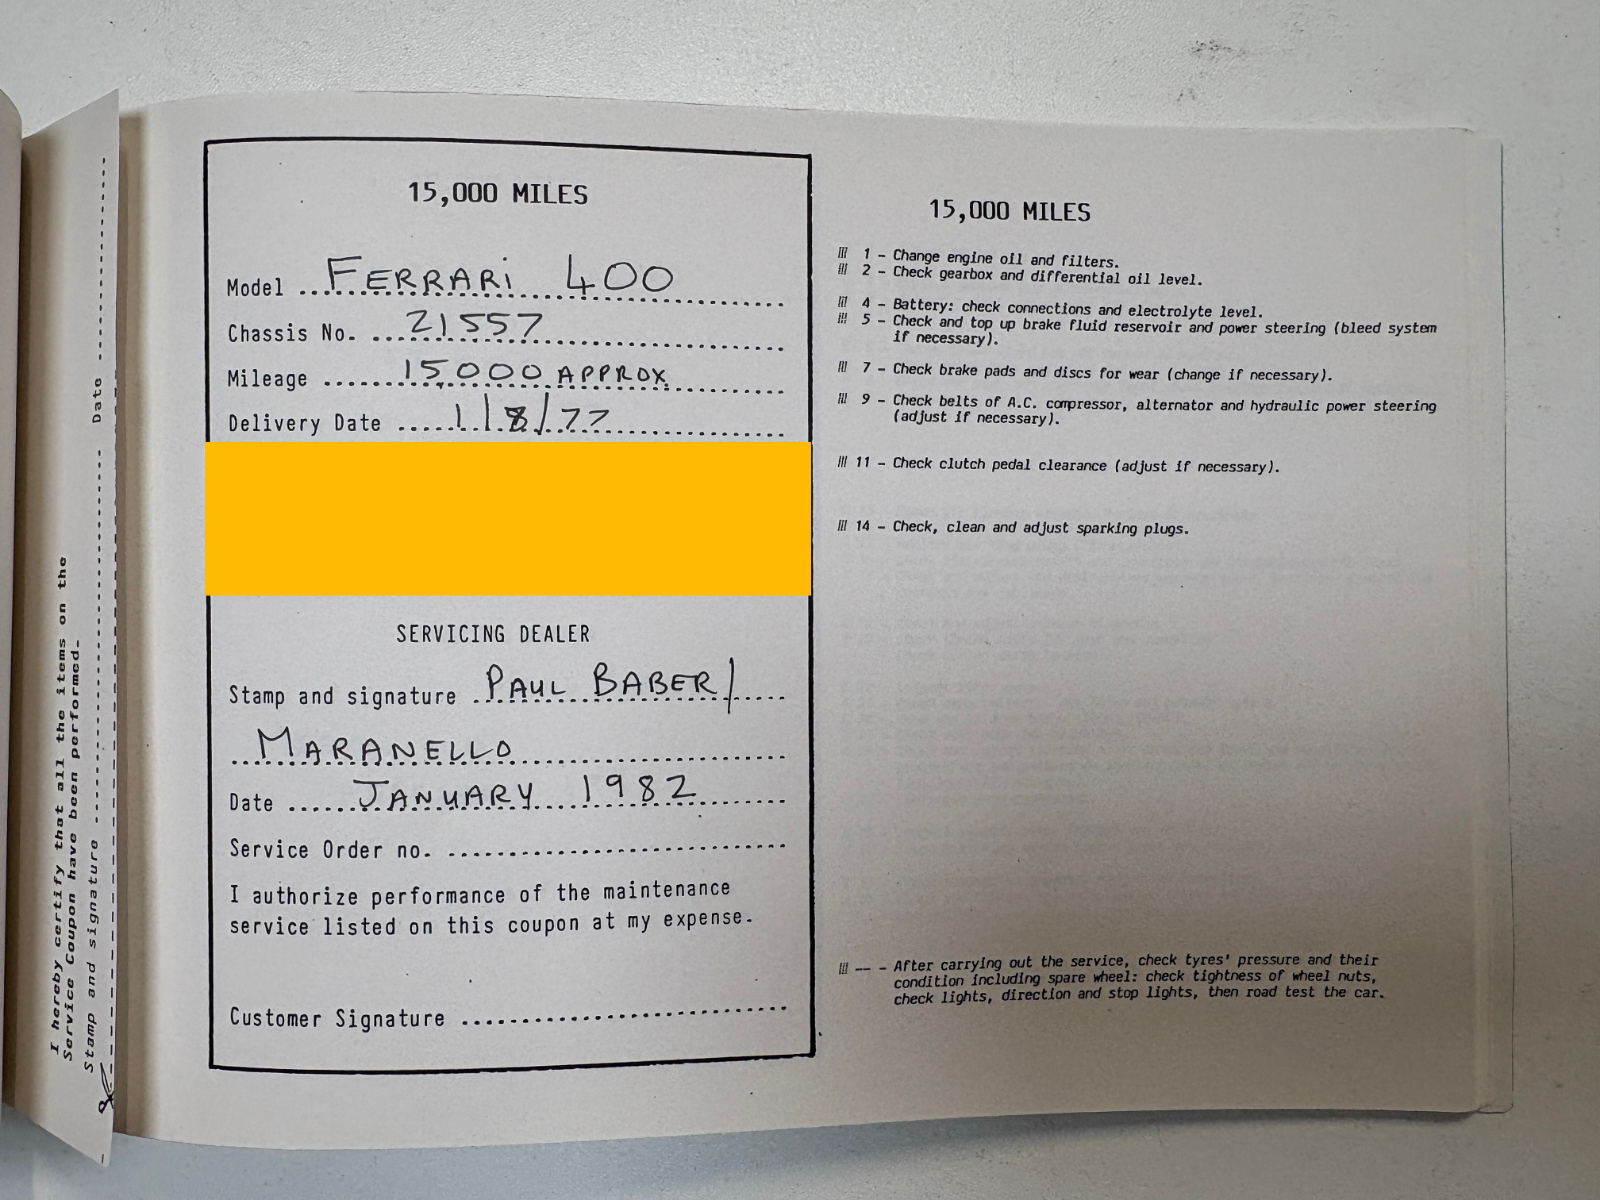 15,000 MILES
Model ... FERRARI 400
Chassis No. ... 21557
Mileage ... 15,000 APPROX.
Delivery Date ... 1/8/77
SERVICING DEALER
Stamp and signature ... PAUL BABER/
MARANELLO
Date ... JANUARY 1982
Service Order no. ...
I authorize performance of the maintenance
service listed on this coupon at my expense.
Customer Signature ...
15,000 MILES
1 - Change engine oil and filters.
2 - Check gearbox and differential oil level.
4 - Battery: check connections and electrolyte level.
5 - Check and top up brake fluid reservoir and power steering (bleed system
if necessary).
7 - Check brake pads and discs for wear (change if necessary).
9 - Check belts of A.C. compressor, alternator and hydraulic power steering
(adjust if necessary).
11 - Check clutch pedal clearance (adjust if necessary).
14 - Check, clean and adjust sparking plugs.
-- - After carrying out the service, check tyres' pressure and their
condition including spare wheel: check tightness of wheel nuts,
check lights, direction and stop lights, then road test the car.
I hereby certify that all the items on the
Service Coupon have been performed.
Stamp and signature ... Date ...